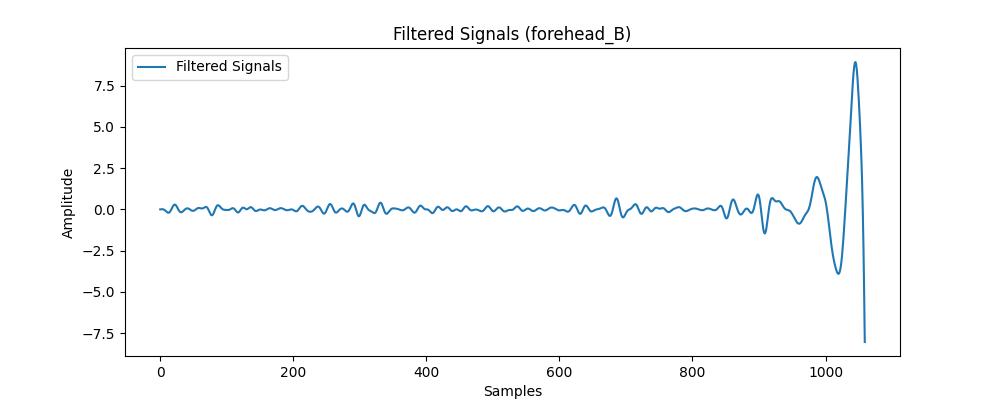 Filtered Signals (forehead_B)
Filtered Signals
7.5
5.0
2.5
0.0
−2.5
−5.0
−7.5
Amplitude
0 200 400 600 800 1000
Samples